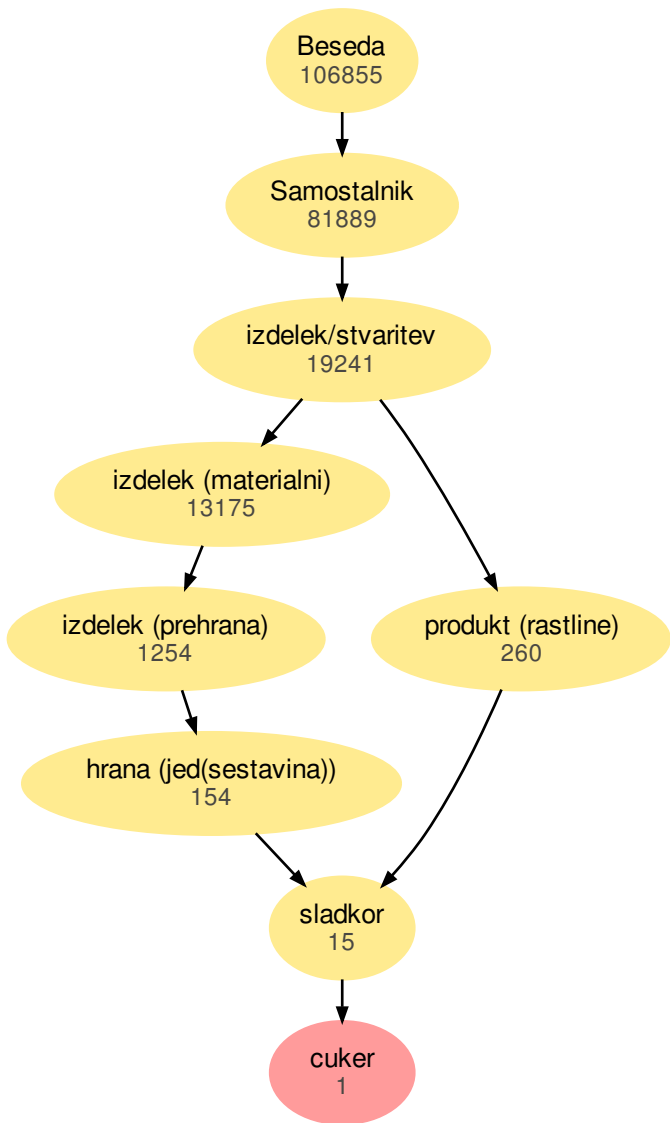 Beseda
106855
Samostalnik
81889
izdelek/stvaritev
19241
izdelek (materialni)
13175
izdelek (prehrana)
1254
produkt (rastline)
260
hrana (jed(sestavina))
154
sladkor
15
cuker
1